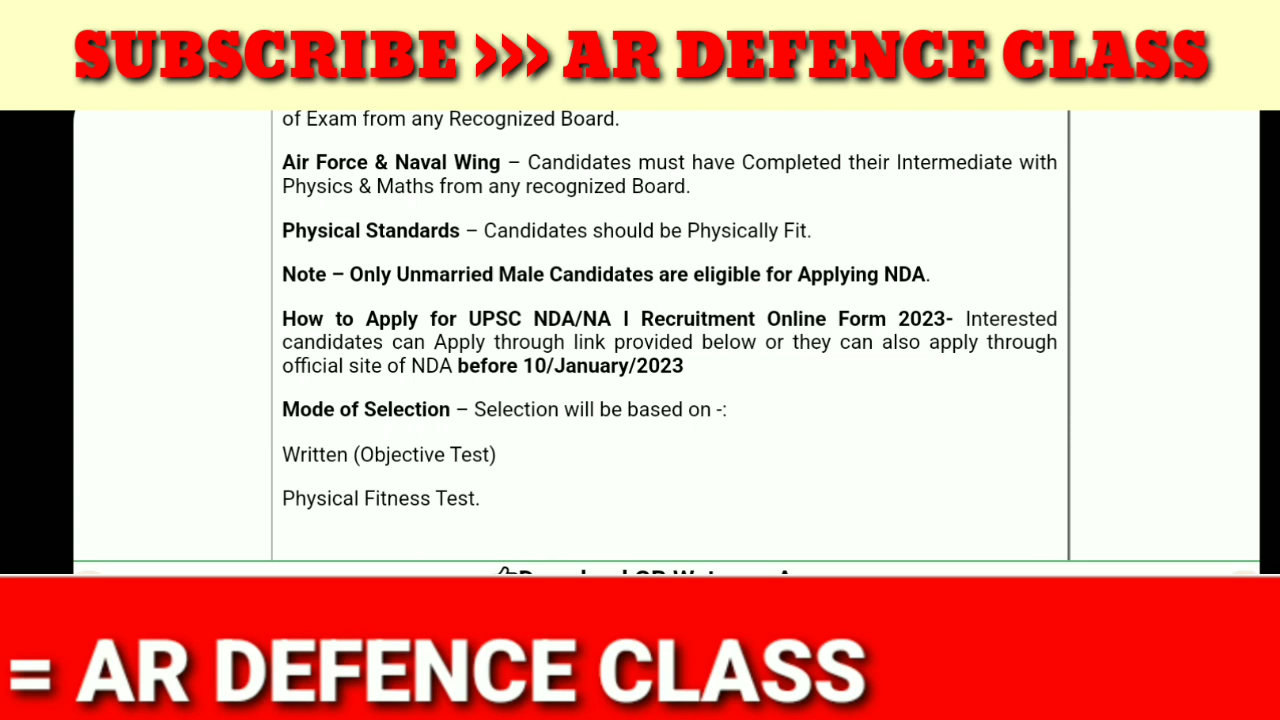 SUBSCRIBE >>> AR DEFENCE CLASS
of Exam from any Recognized Board.
Air Force & Naval Wing – Candidates must have Completed their Intermediate with
Physics & Maths from any recognized Board.
Physical Standards – Candidates should be Physically Fit.
Note – Only Unmarried Male Candidates are eligible for Applying NDA.
How to Apply for UPSC NDA/NA I Recruitment Online Form 2023- Interested
candidates can Apply through link provided below or they can also apply through
official site of NDA before 10/January/2023
Mode of Selection – Selection will be based on -:
Written (Objective Test)
Physical Fitness Test.
= AR DEFENCE CLASS